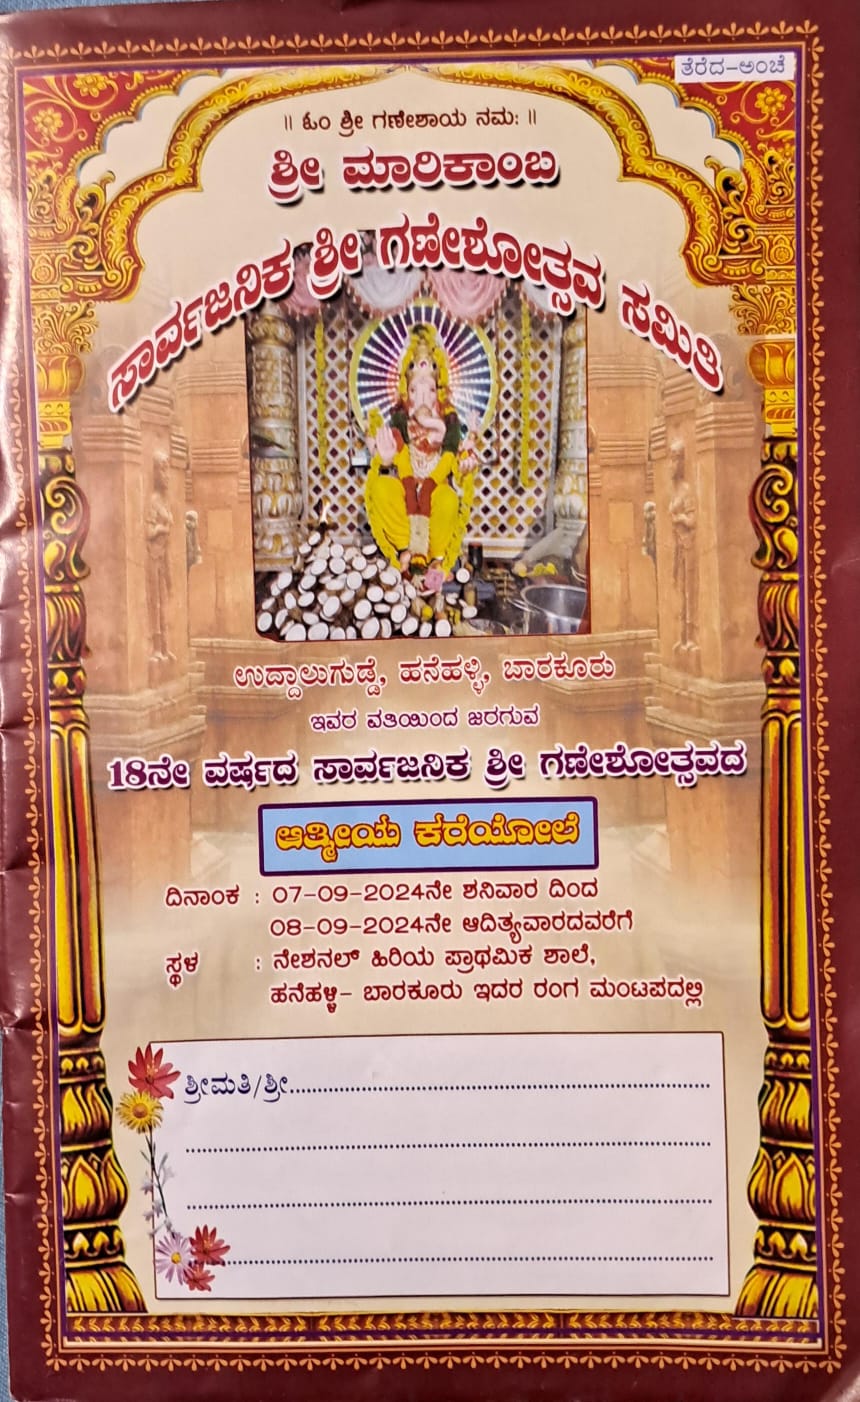 ತೆರೆದ-ಅಂಚೆ
॥ ಓಂ ಶ್ರೀ ಗಣೇಶಾಯ ನಮ: ॥
ಶ್ರೀ ಮಾರಿಕಾಂಬ
ಸಾರ್ವಜನಿಕ ಶ್ರೀ ಗಣೇಶೋತ್ಸವ ಸಮಿತಿ
ಉದ್ದಾಲುಗುಡ್ಡೆ, ಹನೆಹಳ್ಳಿ, ಬಾರಕೂರು
ಇವರ ವತಿಯಿಂದ ಜರಗುವ
18ನೇ ವರ್ಷದ ಸಾರ್ವಜನಿಕ ಶ್ರೀ ಗಣೇಶೋತ್ಸವದ
ಆತ್ಮೀಯ ಕರೆಯೋಲೆ
ದಿನಾಂಕ : 07-09-2024ನೇ ಶನಿವಾರ ದಿಂದ
08-09-2024ನೇ ಆದಿತ್ಯವಾರದವರೆಗೆ
ಸ್ಥಳ : ನೇಶನಲ್ ಹಿರಿಯ ಪ್ರಾಥಮಿಕ ಶಾಲೆ,
ಹನೆಹಳ್ಳಿ- ಬಾರಕೂರು ಇದರ ರಂಗ ಮಂಟಪದಲ್ಲಿ
ಶ್ರೀಮತಿ/ಶ್ರೀ